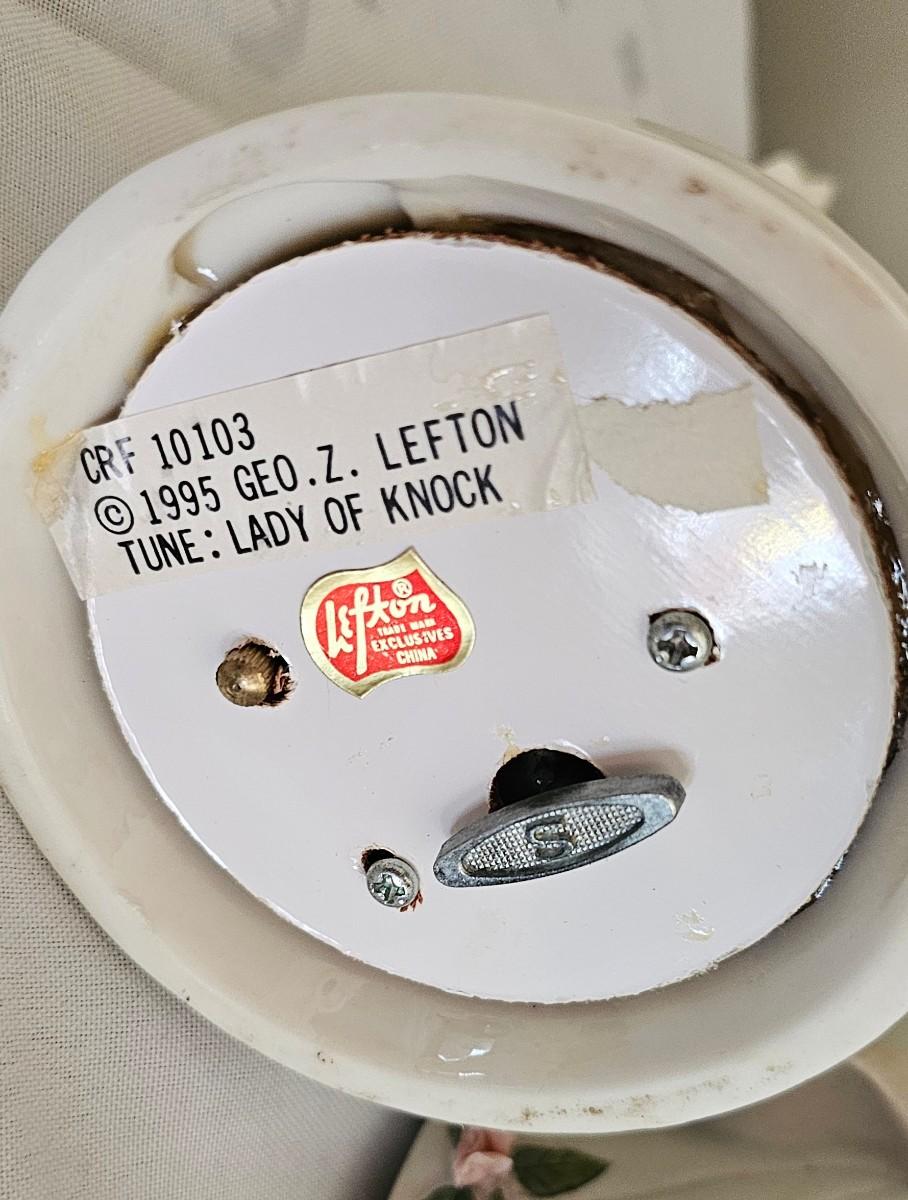 CRF 10103
© 1995 GEO. Z. LEFTON
TUNE: LADY OF KNOCK
Lefton®
TRADE MARK
EXCLUSIVES
CHINA
S